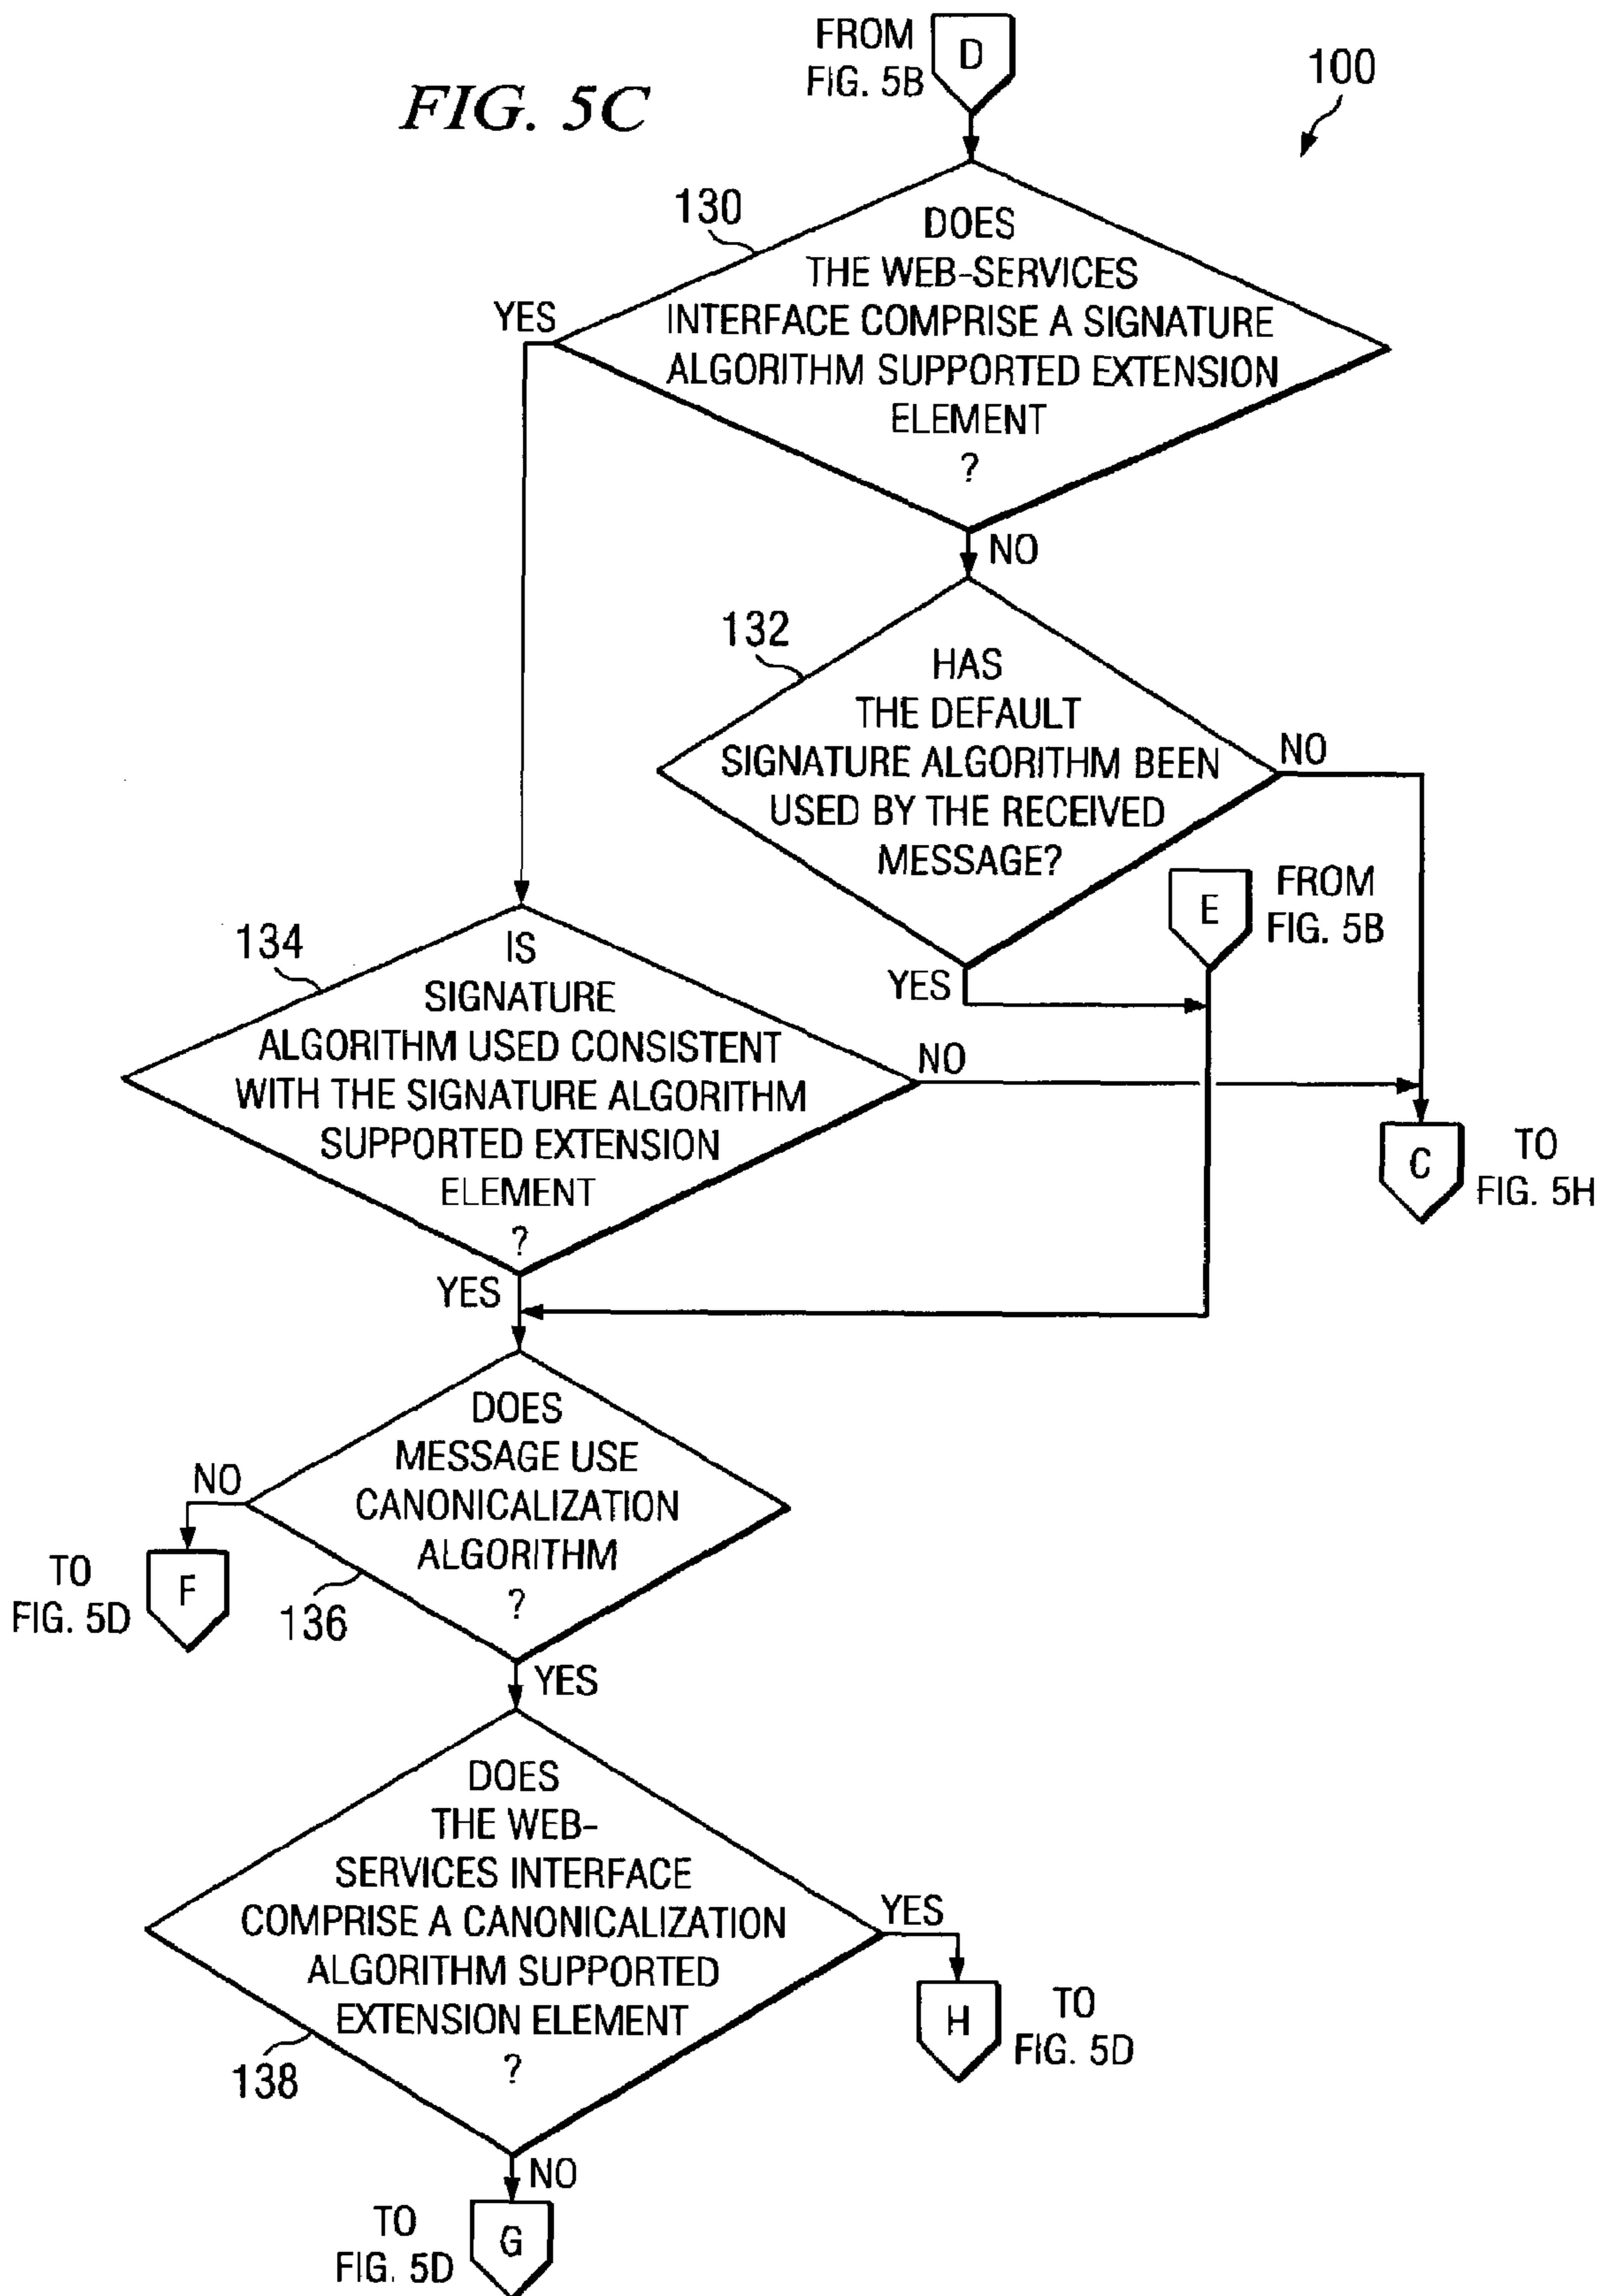 FROM
FIG. 5B
D
100
FIG. 5C
130
DOES
THE WEB-SERVICES
INTERFACE COMPRISE A SIGNATURE
ALGORITHM SUPPORTED EXTENSION
ELEMENT
?
YES
NO
132
HAS
THE DEFAULT
SIGNATURE ALGORITHM BEEN
USED BY THE RECEIVED
MESSAGE?
NO
YES
E
FROM
FIG. 5B
134
IS
SIGNATURE
ALGORITHM USED CONSISTENT
WITH THE SIGNATURE ALGORITHM
SUPPORTED EXTENSION
ELEMENT
?
NO
YES
C
TO
FIG. 5H
DOES
MESSAGE USE
CANONICALIZATION
ALGORITHM
?
NO
TO
FIG. 5D
F
136
YES
DOES
THE WEB-
SERVICES INTERFACE
COMPRISE A CANONICALIZATION
ALGORITHM SUPPORTED
EXTENSION ELEMENT
?
YES
H
TO
FIG. 5D
138
NO
TO
FIG. 5D
G